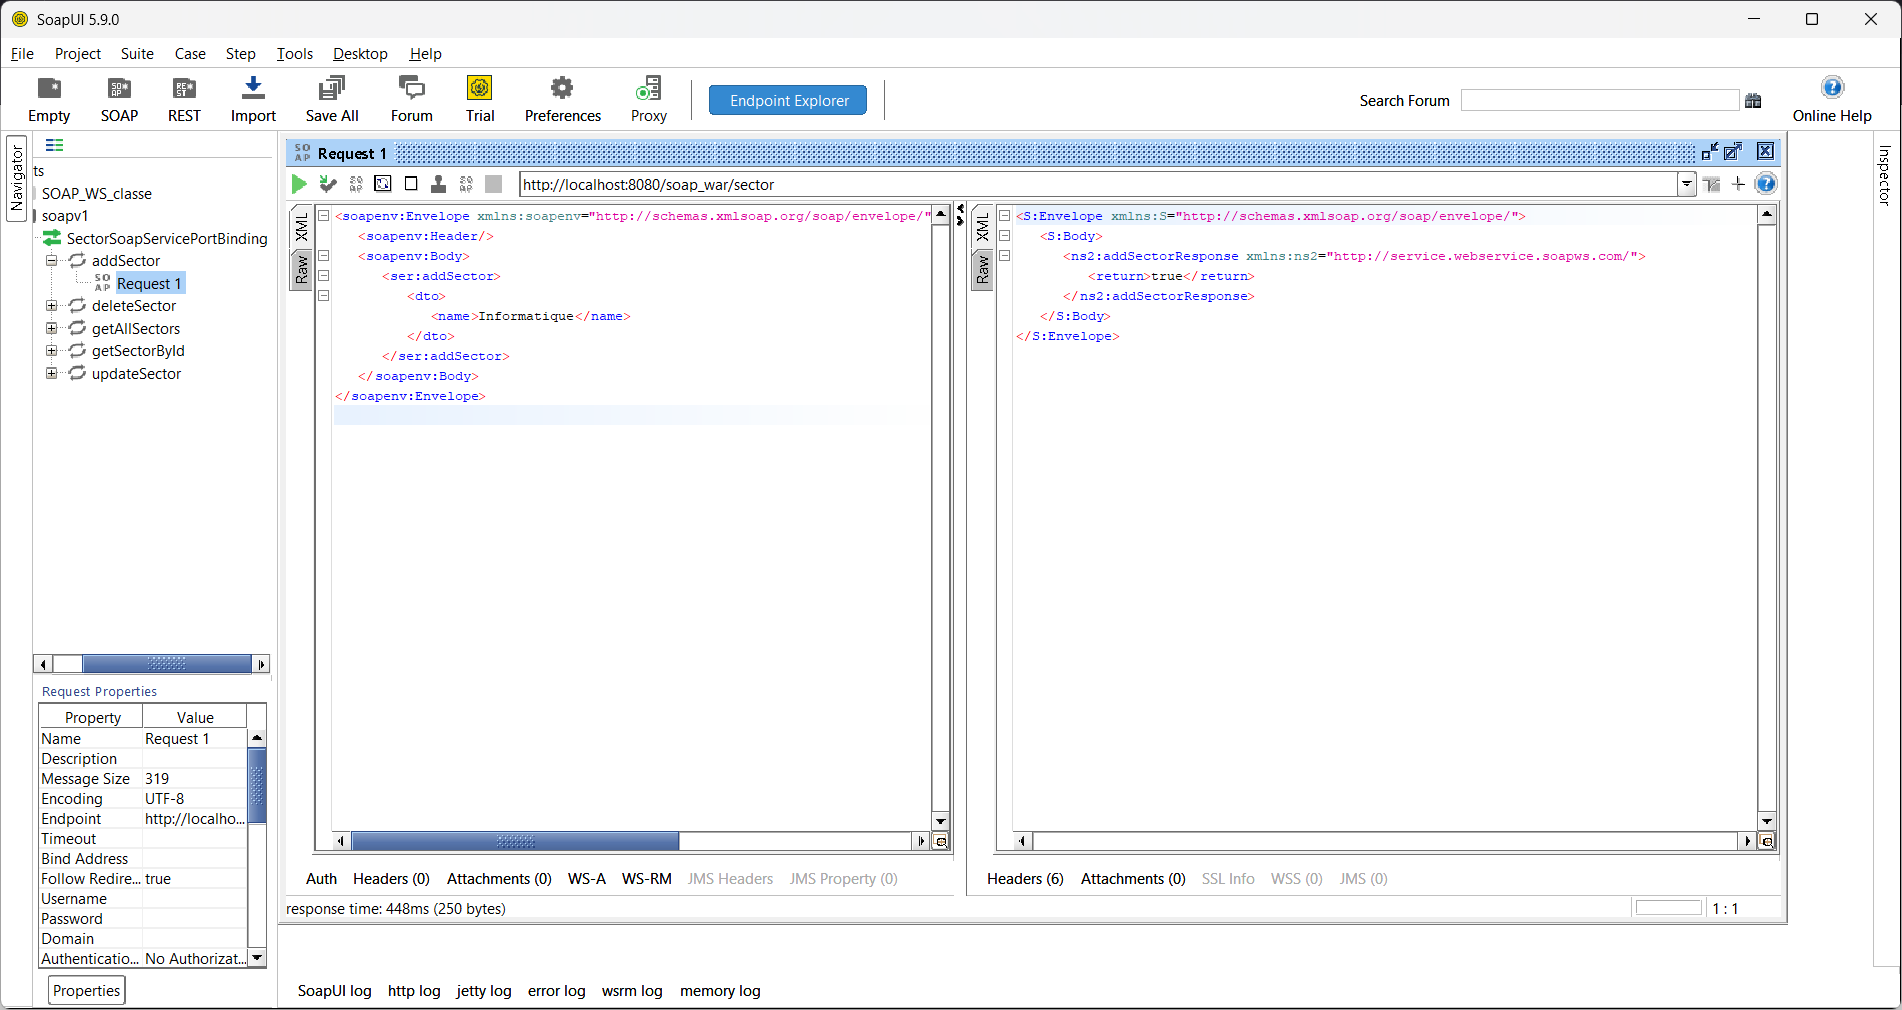 SoapUI 5.9.0
File Project Suite Case Step Tools Desktop Help
Empty SOAP REST Import Save All Forum Trial Preferences Proxy Endpoint Explorer Search Forum Online Help
Navigator
Inspector
ts
SOAP_WS_classe
soapv1
SectorSoapServicePortBinding
addSector
SOAP Request 1
deleteSector
getAllSectors
getSectorById
updateSector
Request Properties
Property Value
Name Request 1
Description
Message Size 319
Encoding UTF-8
Endpoint http://localho...
Timeout
Bind Address
Follow Redire... true
Username
Password
Domain
Authenticatio... No Authorizat...
Properties
SOAP Request 1
http://localhost:8080/soap_war/sector
XML
Raw
<soapenv:Envelope xmlns:soapenv="http://schemas.xmlsoap.org/soap/envelope/"
<soapenv:Header/>
<soapenv:Body>
<ser:addSector>
<dto>
<name>Informatique</name>
</dto>
</ser:addSector>
</soapenv:Body>
</soapenv:Envelope>
Auth Headers (0) Attachments (0) WS-A WS-RM JMS Headers JMS Property (0)
XML
Raw
<S:Envelope xmlns:S="http://schemas.xmlsoap.org/soap/envelope/">
<S:Body>
<ns2:addSectorResponse xmlns:ns2="http://service.webservice.soapws.com/">
<return>true</return>
</ns2:addSectorResponse>
</S:Body>
</S:Envelope>
Headers (6) Attachments (0) SSL Info WSS (0) JMS (0)
response time: 448ms (250 bytes)
1 : 1
SoapUI log http log jetty log error log wsrm log memory log